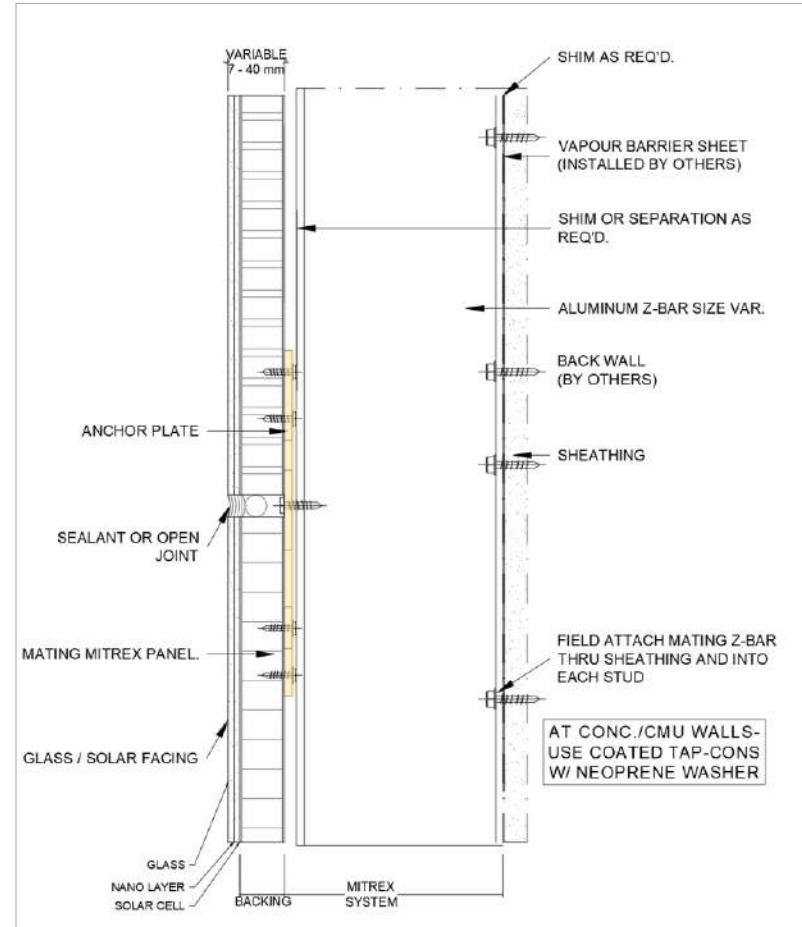 VARIABLE
7 - 40 mm
SHIM AS REQ'D.
VAPOUR BARRIER SHEET
(INSTALLED BY OTHERS)
SHIM OR SEPARATION AS
REQ'D.
ALUMINUM Z-BAR SIZE VAR.
BACK WALL
(BY OTHERS)
ANCHOR PLATE
SHEATHING
SEALANT OR OPEN
JOINT
MATING MITREX PANEL.
FIELD ATTACH MATING Z-BAR
THRU SHEATHING AND INTO
EACH STUD
GLASS / SOLAR FACING
AT CONC./CMU WALLS-
USE COATED TAP-CONS
W/ NEOPRENE WASHER
GLASS
NANO LAYER
SOLAR CELL
BACKING
MITREX
SYSTEM